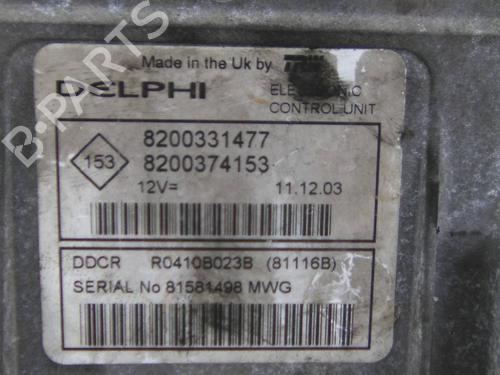 Made in the Uk by TRW
DELPHI
ELECTRONIC
CONTROL UNIT
153
8200331477
8200374153
12V= 11.12.03
DDCR R0410B023B (81116B)
SERIAL No 81581498 MWG